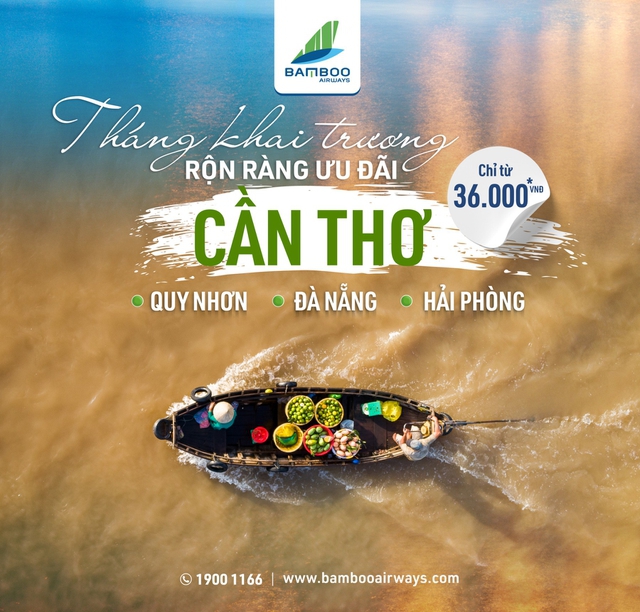 BAMBOO
AIRWAYS
Tháng khai trương
RỘN RÀNG ƯU ĐÃI
Chỉ từ
36.000* VNĐ
CẦN THƠ
• QUY NHƠN • ĐÀ NẴNG • HẢI PHÒNG
1900 1166 | www.bambooairways.com